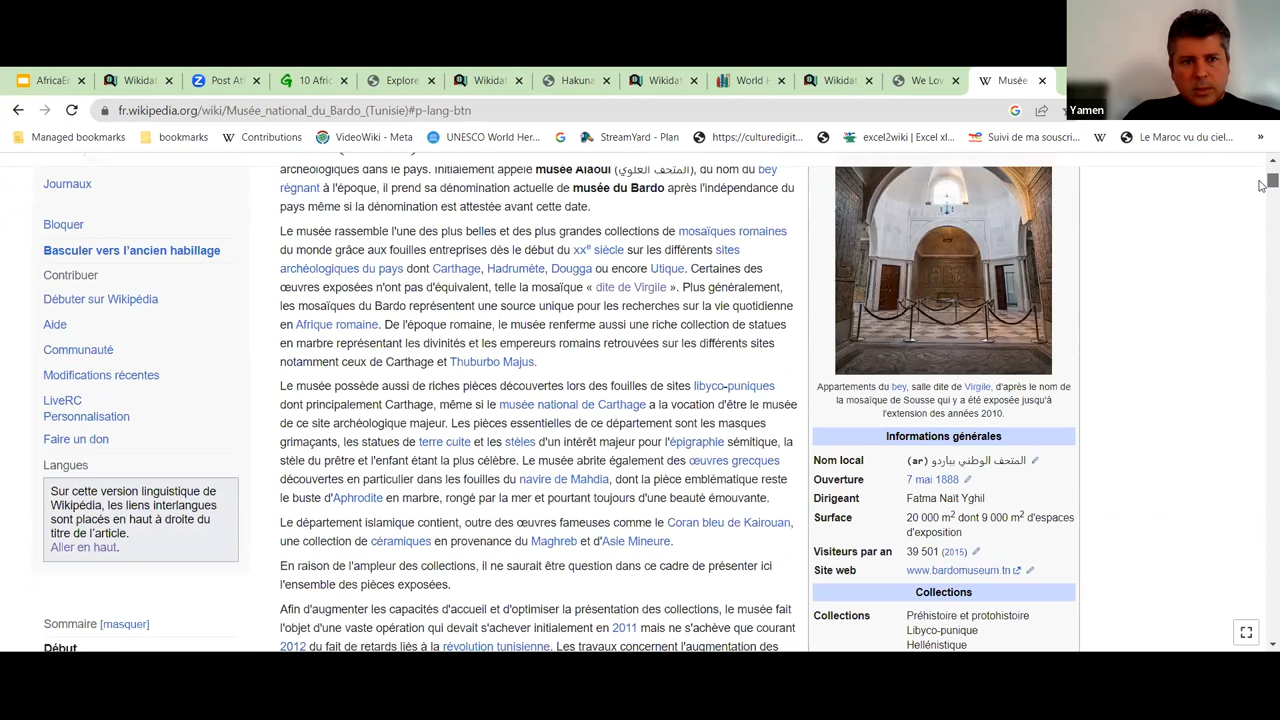 Yamen
AfricaEn
Wikidat
Post At
10 Afric
Explore
Wikidat
Hakuna
Wikidat
World H
Wikidat
We Lov
Musée
fr.wikipedia.org/wiki/Musée_national_du_Bardo_(Tunisie)#p-lang-btn
Managed bookmarks
bookmarks
Contributions
VideoWiki - Meta
UNESCO World Her...
StreamYard - Plan
https://culturedigit...
excel2wiki | Excel xl...
Suivi de ma souscri...
Le Maroc vu du ciel...
»
Journaux
Bloquer
Basculer vers l'ancien habillage
Contribuer
Débuter sur Wikipédia
Aide
Communauté
Modifications récentes
LiveRC
Personnalisation
Faire un don
Langues
Sur cette version linguistique de
Wikipédia, les liens interlangues
sont placés en haut à droite du
titre de l'article.
Aller en haut.
Sommaire [masquer]
Début
archéologiques dans le pays. Initialement appelé musée Alaoui (المتحف العلوي), du nom du bey
régnant à l'époque, il prend sa dénomination actuelle de musée du Bardo après l'indépendance du
pays même si la dénomination est attestée avant cette date.
Le musée rassemble l'une des plus belles et des plus grandes collections de mosaïques romaines
du monde grâce aux fouilles entreprises dès le début du XXe siècle sur les différents sites
archéologiques du pays dont Carthage, Hadrumète, Dougga ou encore Utique. Certaines des
œuvres exposées n'ont pas d'équivalent, telle la mosaïque « dite de Virgile ». Plus généralement,
les mosaïques du Bardo représentent une source unique pour les recherches sur la vie quotidienne
en Afrique romaine. De l'époque romaine, le musée renferme aussi une riche collection de statues
en marbre représentant les divinités et les empereurs romains retrouvées sur les différents sites
notamment ceux de Carthage et Thuburbo Majus.
Le musée possède aussi de riches pièces découvertes lors des fouilles de sites libyco-puniques
dont principalement Carthage, même si le musée national de Carthage a la vocation d'être le musée
de ce site archéologique majeur. Les pièces essentielles de ce département sont les masques
grimaçants, les statues de terre cuite et les stèles d'un intérêt majeur pour l'épigraphie sémitique, la
stèle du prêtre et l'enfant étant la plus célèbre. Le musée abrite également des œuvres grecques
découvertes en particulier dans les fouilles du navire de Mahdia, dont la pièce emblématique reste
le buste d'Aphrodite en marbre, rongé par la mer et pourtant toujours d'une beauté émouvante.
Le département islamique contient, outre des œuvres fameuses comme le Coran bleu de Kairouan,
une collection de céramiques en provenance du Maghreb et d'Asie Mineure.
En raison de l'ampleur des collections, il ne saurait être question dans ce cadre de présenter ici
l'ensemble des pièces exposées.
Afin d'augmenter les capacités d'accueil et d'optimiser la présentation des collections, le musée fait
l'objet d'une vaste opération qui devait s'achever initialement en 2011 mais ne s'achève que courant
2012 du fait de retards liés à la révolution tunisienne. Les travaux concernent l'augmentation des
Appartements du bey, salle dite de Virgile, d'après le nom de
la mosaïque de Sousse qui y a été exposée jusqu'à
l'extension des années 2010.
Informations générales
Nom local (ar) المتحف الوطني بباردو
Ouverture 7 mai 1888
Dirigeant Fatma Naït Yghil
Surface 20 000 m2 dont 9 000 m2 d'espaces
d'exposition
Visiteurs par an 39 501 (2015)
Site web www.bardomuseum.tn
Collections
Collections Préhistoire et protohistoire
Libyco-punique
Hellénistique